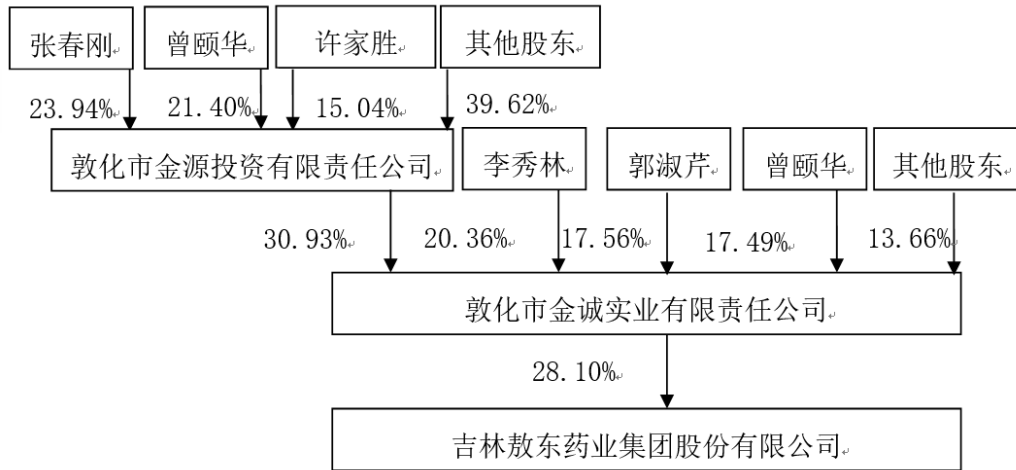 张春刚
曾颐华
许家胜
其他股东
23.94%
21.40%
15.04%
39.62%
敦化市金源投资有限责任公司
李秀林
郭淑芹
曾颐华
其他股东
30.93%
20.36%
17.56%
17.49%
13.66%
敦化市金诚实业有限责任公司
28.10%
吉林敖东药业集团股份有限公司